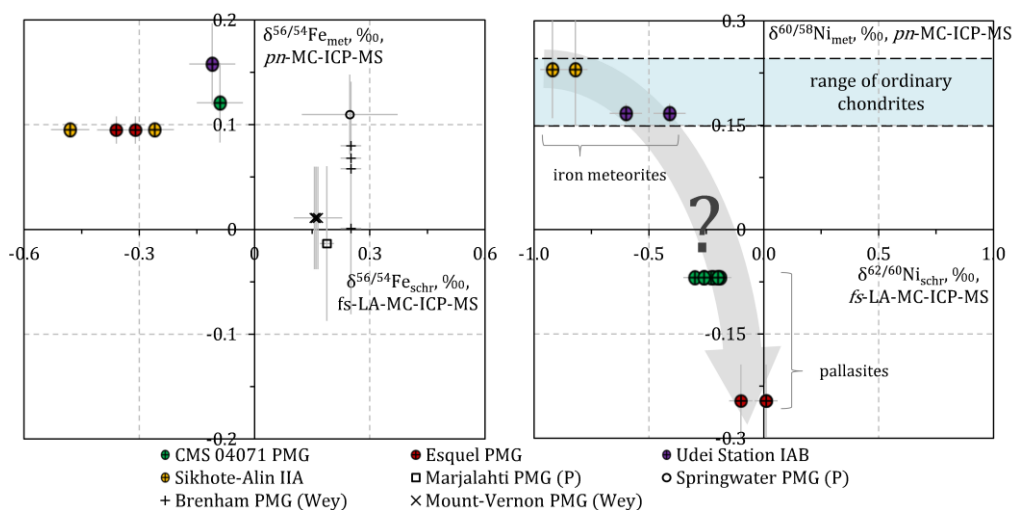 0.2
δ56/54Femet, ‰,
pn-MC-ICP-MS
0.1
0
-0.6
-0.3
0
0.3
0.6
δ56/54Feschr, ‰,
fs-LA-MC-ICP-MS
-0.1
-0.2
0.3
δ60/58Nimet, ‰, pn-MC-ICP-MS
range of ordinary
chondrites
0.15
iron meteorites
?
0
-1.0
-0.5
0.0
0.5
1.0
δ62/60Nischr, ‰,
fs-LA-MC-ICP-MS
-0.15
pallasites
-0.3
CMS 04071 PMG
Esquel PMG
Udei Station IAB
Sikhote-Alin IIA
Marjalahti PMG (P)
Springwater PMG (P)
Brenham PMG (Wey)
Mount-Vernon PMG (Wey)